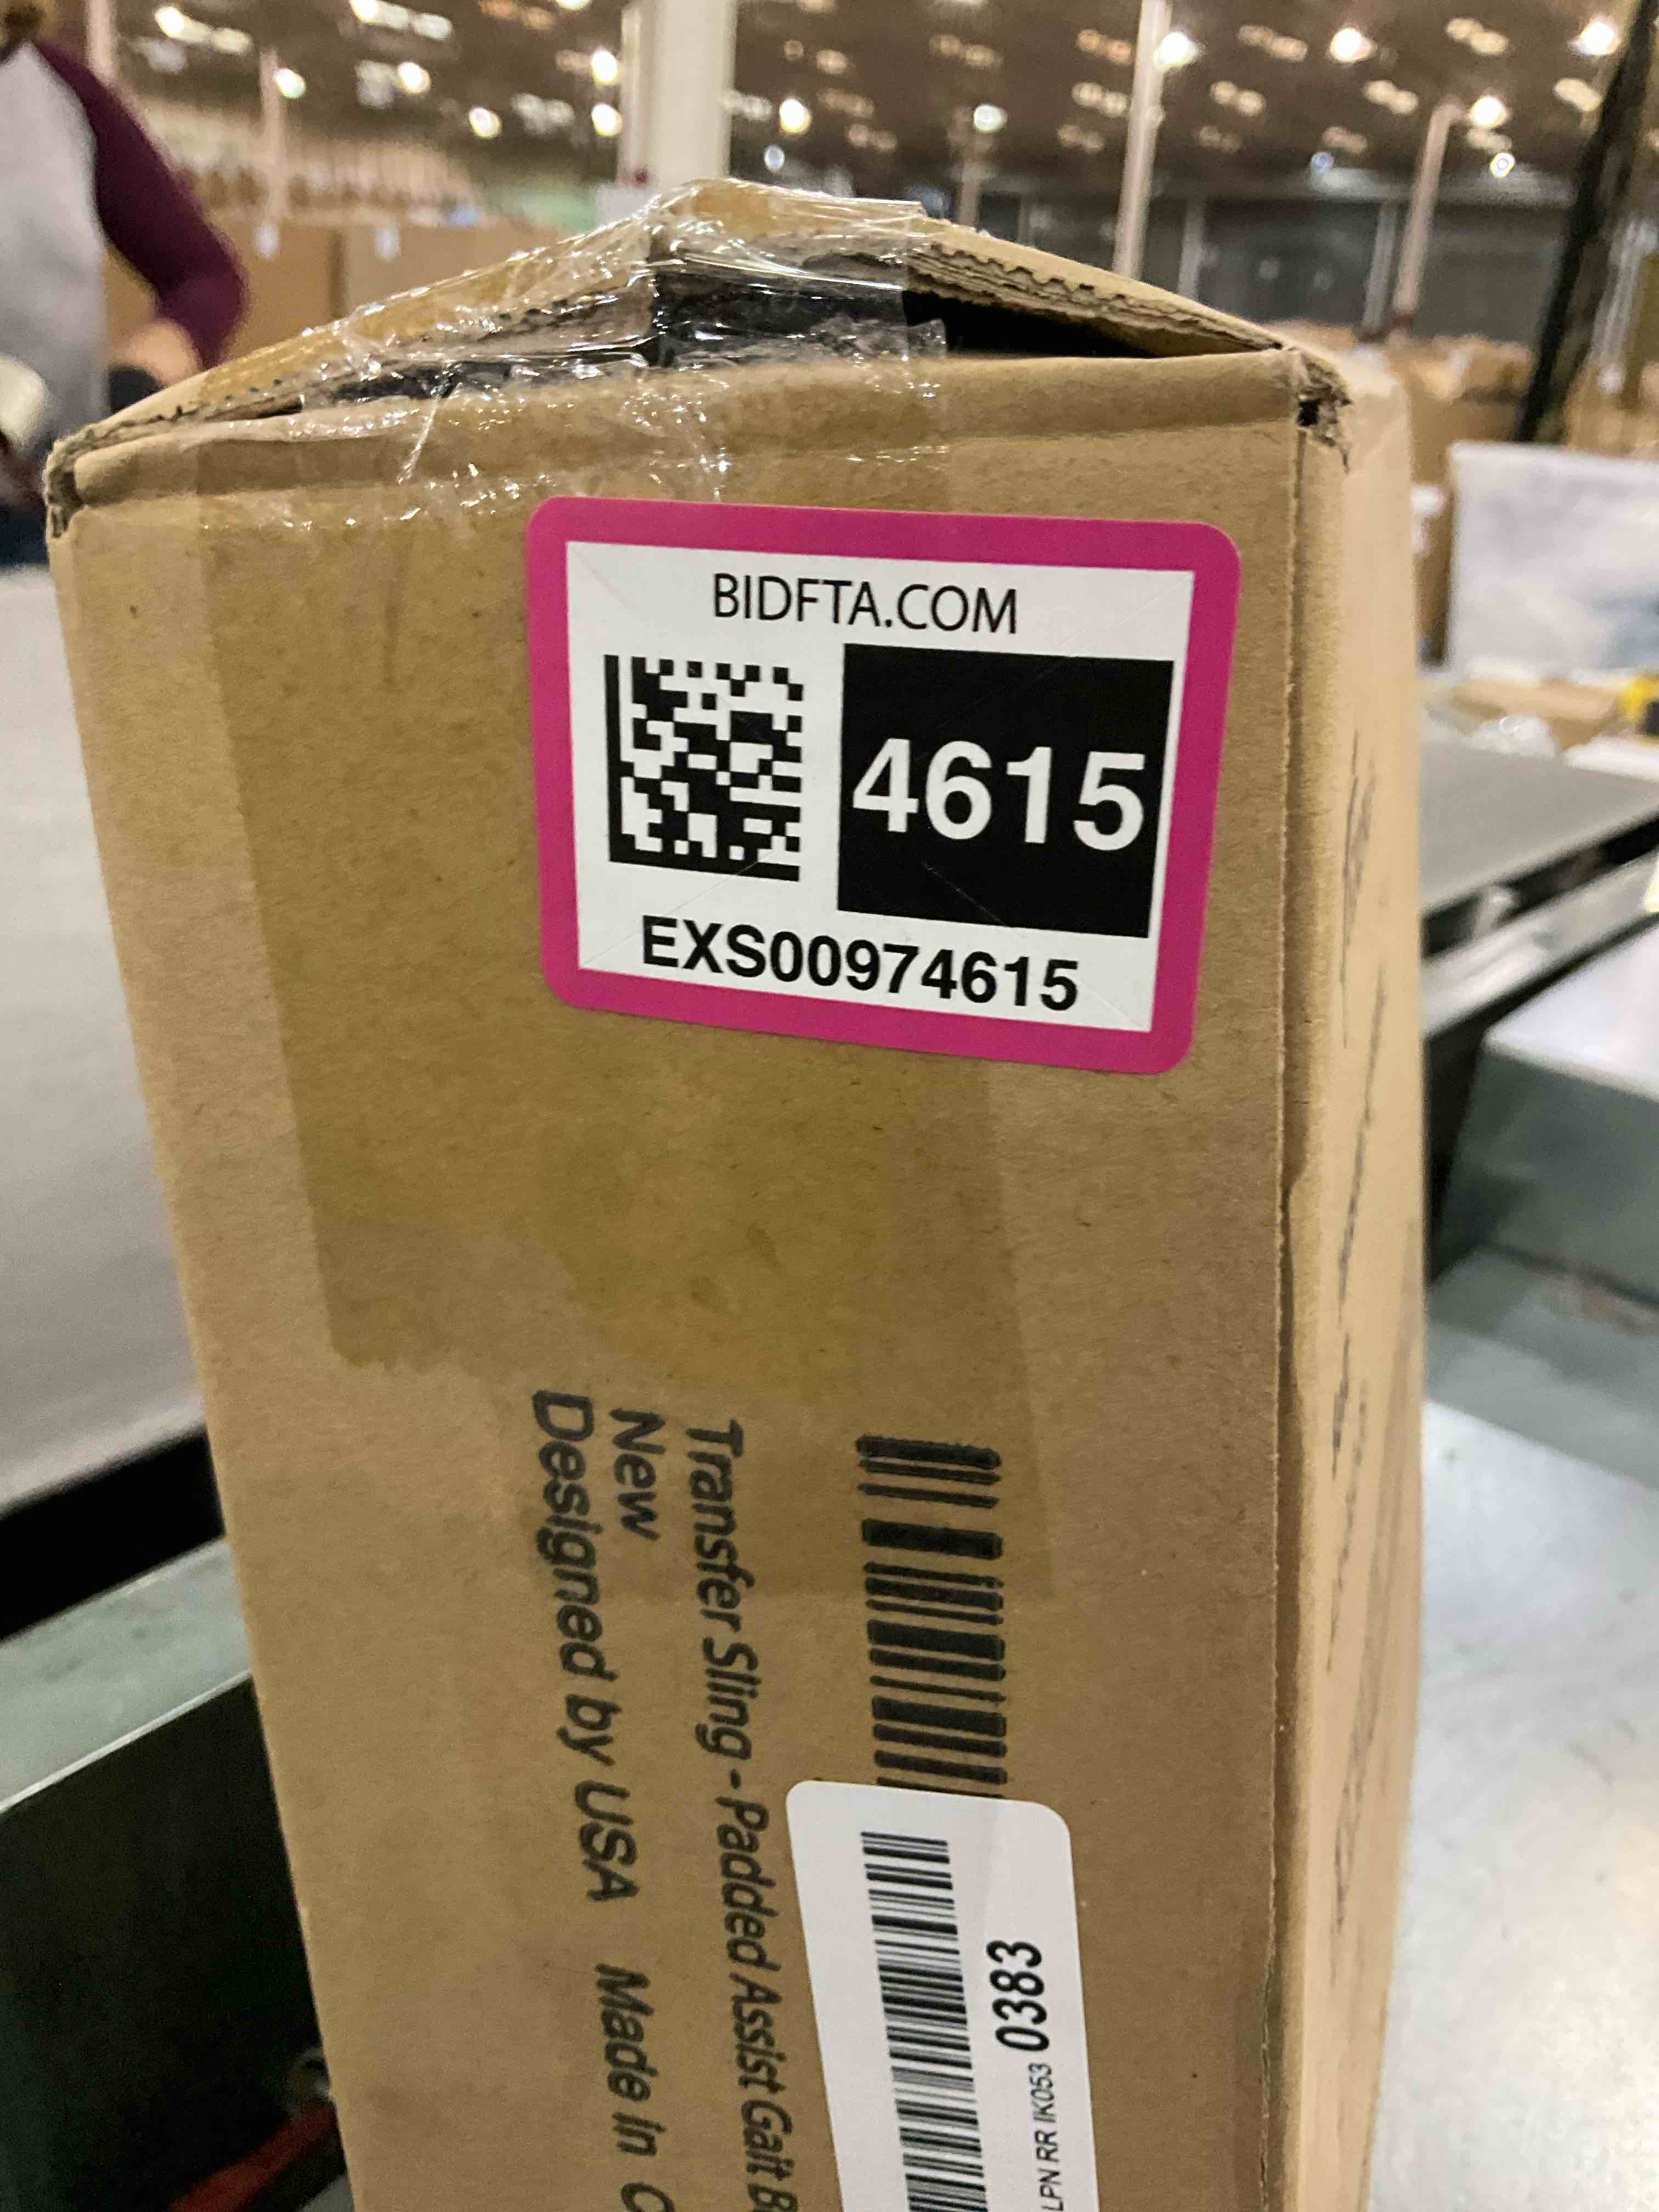 BIDFTA.COM
4615
EXS00974615
Transfer Sling - Padded Assist Gait B
New
Designed by USA Made in C
LPN RR IK053 0383